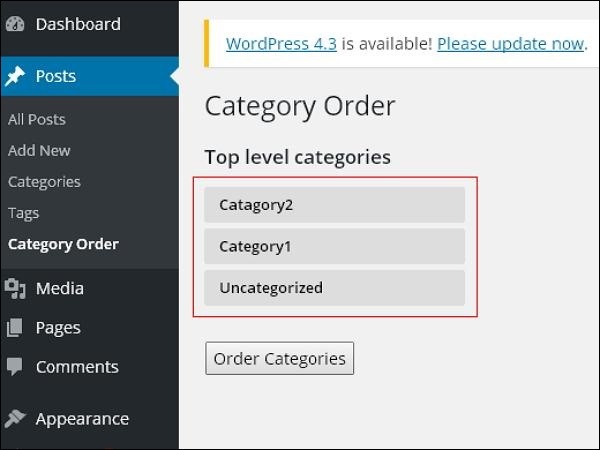 Dashboard
WordPress 4.3 is available! Please update now.
Posts
All Posts
Add New
Categories
Tags
Category Order
Media
Pages
Comments
Appearance
Category Order
Top level categories
Catagory2
Category1
Uncategorized
Order Categories